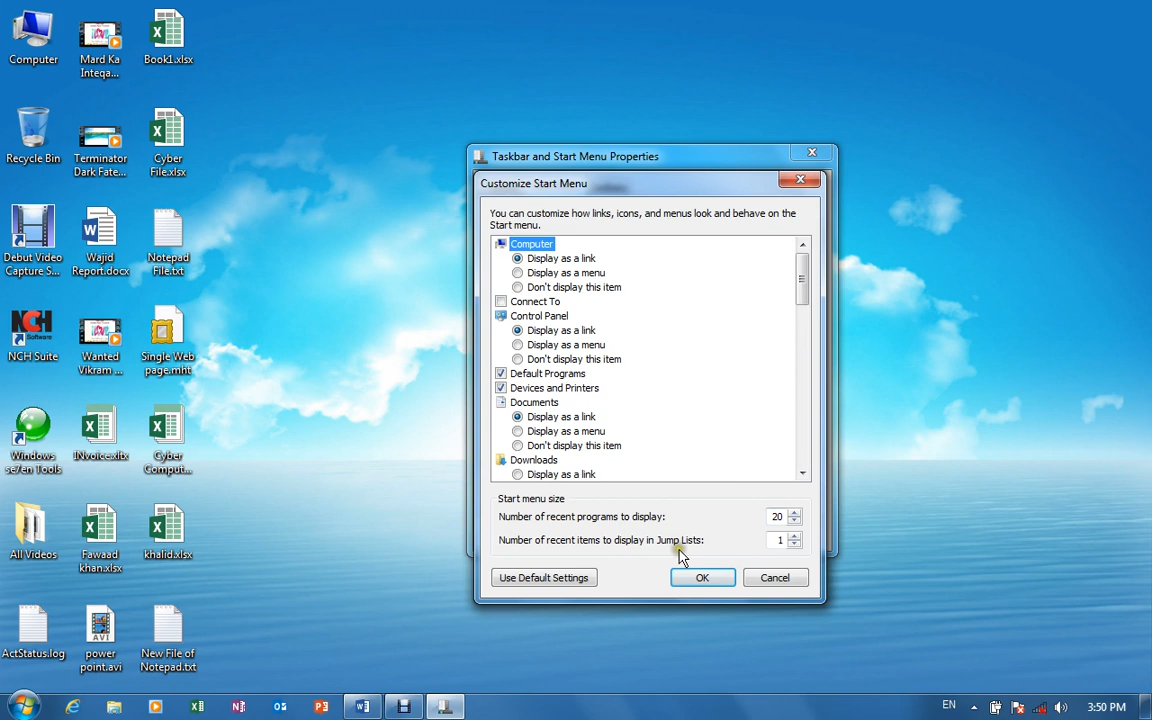 Computer
Mard Ka
Inteqa...
Book1.xlsx
Recycle Bin
Terminator
Dark Fate...
Cyber
File.xlsx
Debut Video
Capture S...
Wajid
Report.docx
Notepad
File.txt
NCH
Software
NCH Suite
Wanted
Vikram ...
Single Web
page.mht
Windows
se7en Tools
INvoice.xltx
Cyber
Comput...
All Videos
Fawaad
khan.xlsx
khalid.xlsx
ActStatus.log
AVI
power
point.avi
New File of
Notepad.txt
Taskbar and Start Menu Properties
Customize Start Menu
You can customize how links, icons, and menus look and behave on the
Start menu.
Computer
Display as a link
Display as a menu
Don't display this item
Connect To
Control Panel
Display as a link
Display as a menu
Don't display this item
Default Programs
Devices and Printers
Documents
Display as a link
Display as a menu
Don't display this item
Downloads
Display as a link
Start menu size
Number of recent programs to display:
20
Number of recent items to display in Jump Lists:
1
Use Default Settings
OK
Cancel
EN
3:50 PM